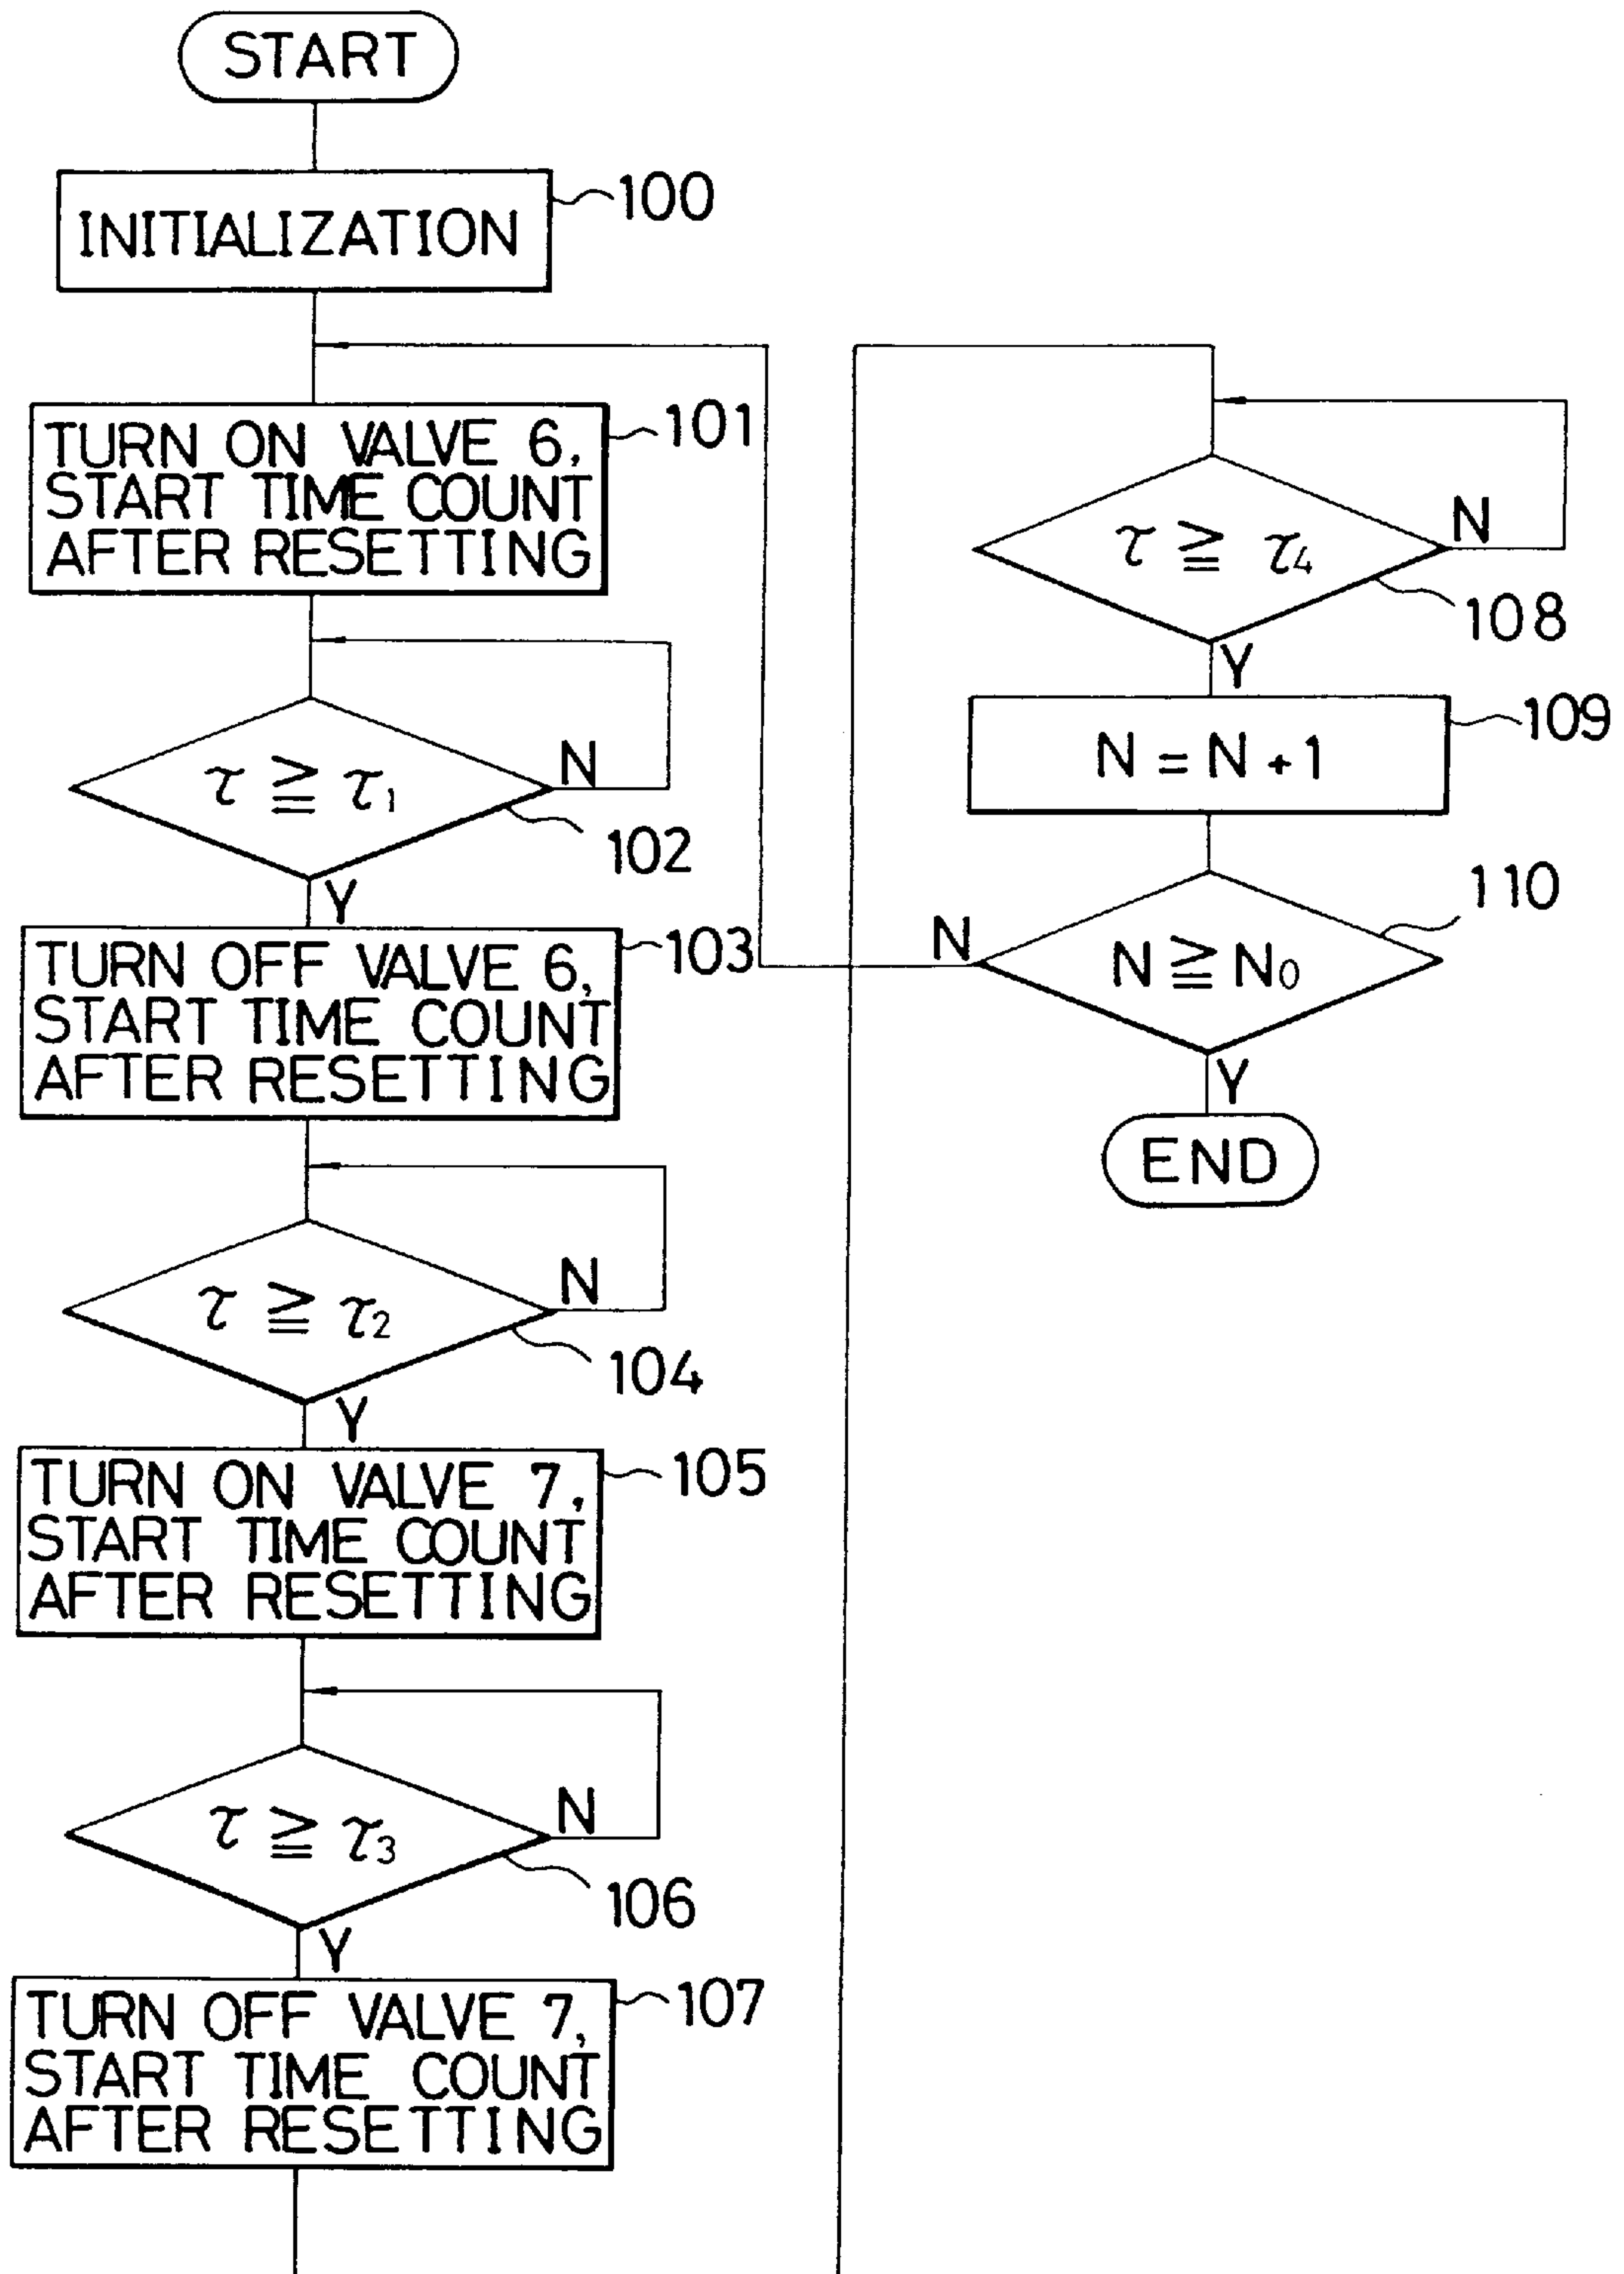 START
INITIALIZATION
100
TURN ON VALVE 6,
START TIME COUNT
AFTER RESETTING
101
τ ≧ τ1
N
102
Y
TURN OFF VALVE 6,
START TIME COUNT
AFTER RESETTING
103
τ ≧ τ2
N
104
Y
TURN ON VALVE 7,
START TIME COUNT
AFTER RESETTING
105
τ ≧ τ3
N
106
Y
TURN OFF VALVE 7,
START TIME COUNT
AFTER RESETTING
107
τ ≧ τ4
N
108
Y
N = N + 1
109
N ≧ N0
110
N
Y
END